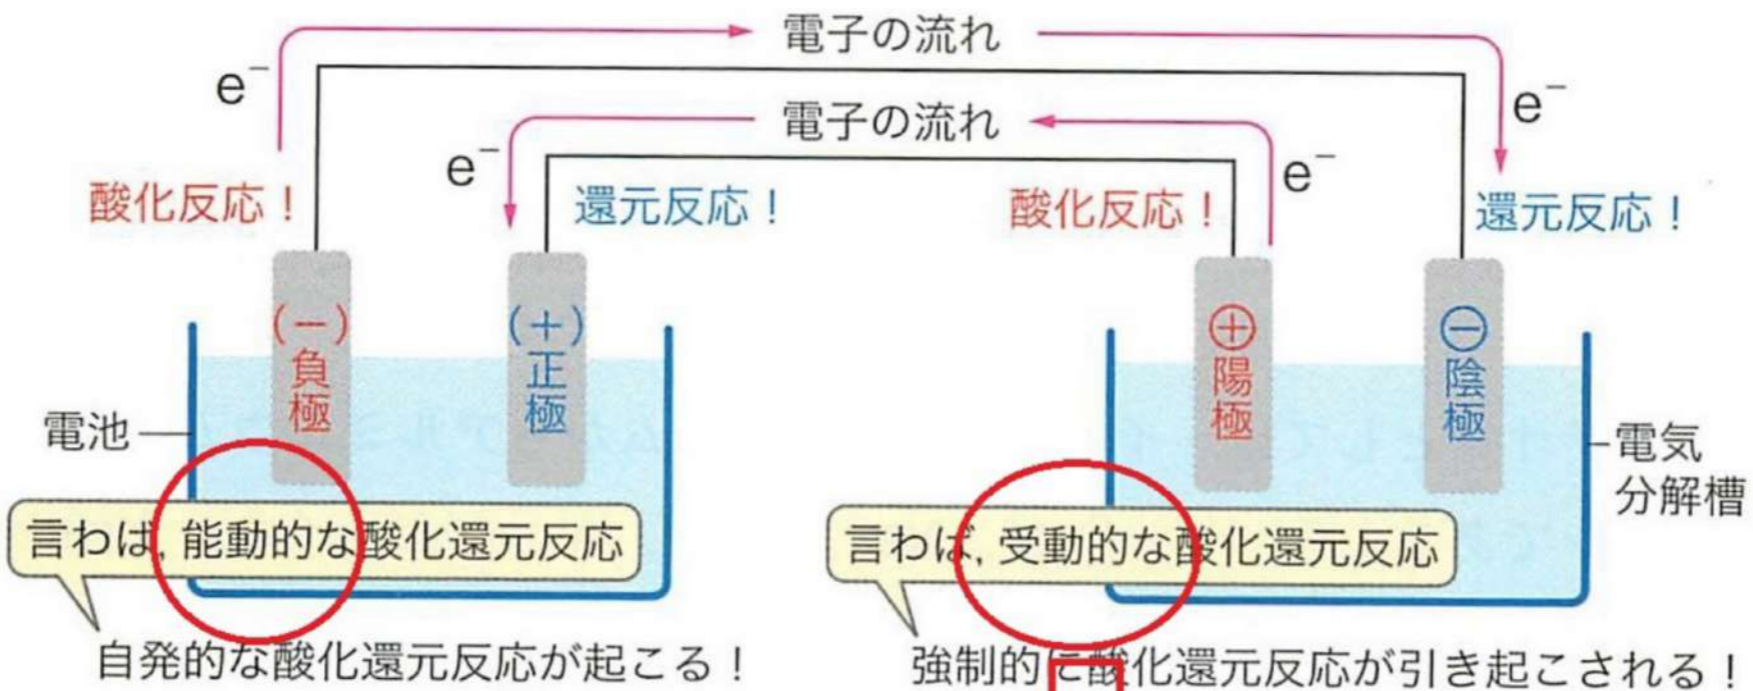 電子の流れ
e⁻
e⁻
電子の流れ
e⁻
e⁻
酸化反応！
還元反応！
酸化反応！
還元反応！
(－)負極
(＋)正極
⊕陽極
⊖陰極
電池
電気
分解槽
言わば, 能動的な酸化還元反応
言わば, 受動的な酸化還元反応
自発的な酸化還元反応が起こる！
強制的に酸化還元反応が引き起こされる！